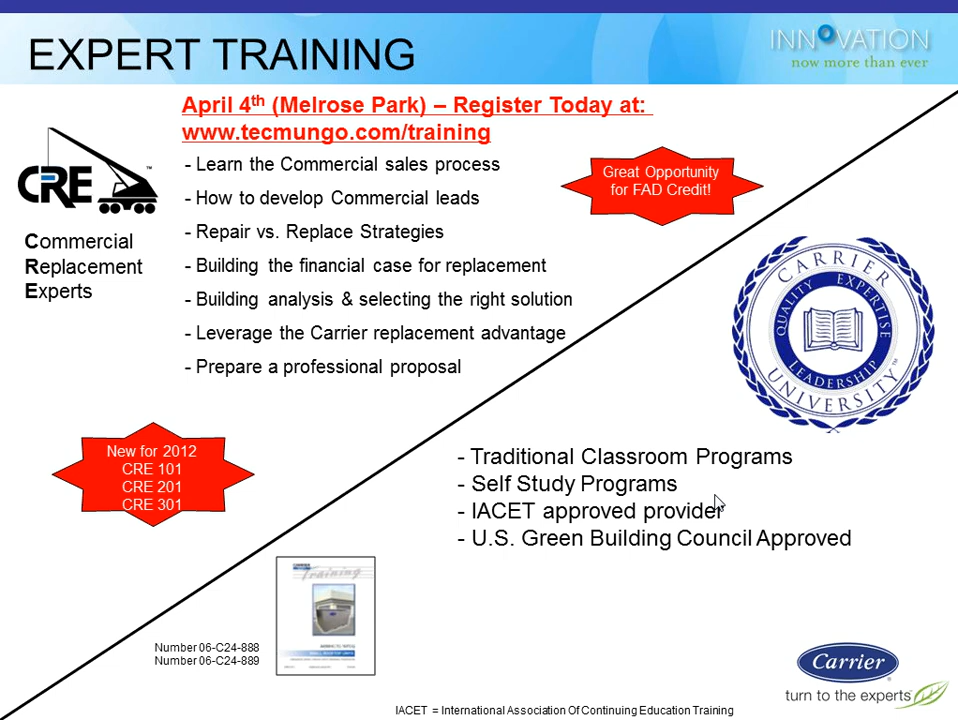 EXPERT TRAINING
INNOVATION
now more than ever
April 4th (Melrose Park) – Register Today at:
www.tecmungo.com/training
CRE
™
Commercial
Replacement
Experts
- Learn the Commercial sales process
- How to develop Commercial leads
- Repair vs. Replace Strategies
- Building the financial case for replacement
- Building analysis & selecting the right solution
- Leverage the Carrier replacement advantage
- Prepare a professional proposal
Great Opportunity
for FAD Credit!
CARRIER
UNIVERSITY™
QUALITY EXPERTISE
LEADERSHIP
New for 2012
CRE 101
CRE 201
CRE 301
- Traditional Classroom Programs
- Self Study Programs
- IACET approved provider
- U.S. Green Building Council Approved
Training
Number 06-C24-888
Number 06-C24-889
Carrier
turn to the experts
IACET = International Association Of Continuing Education Training